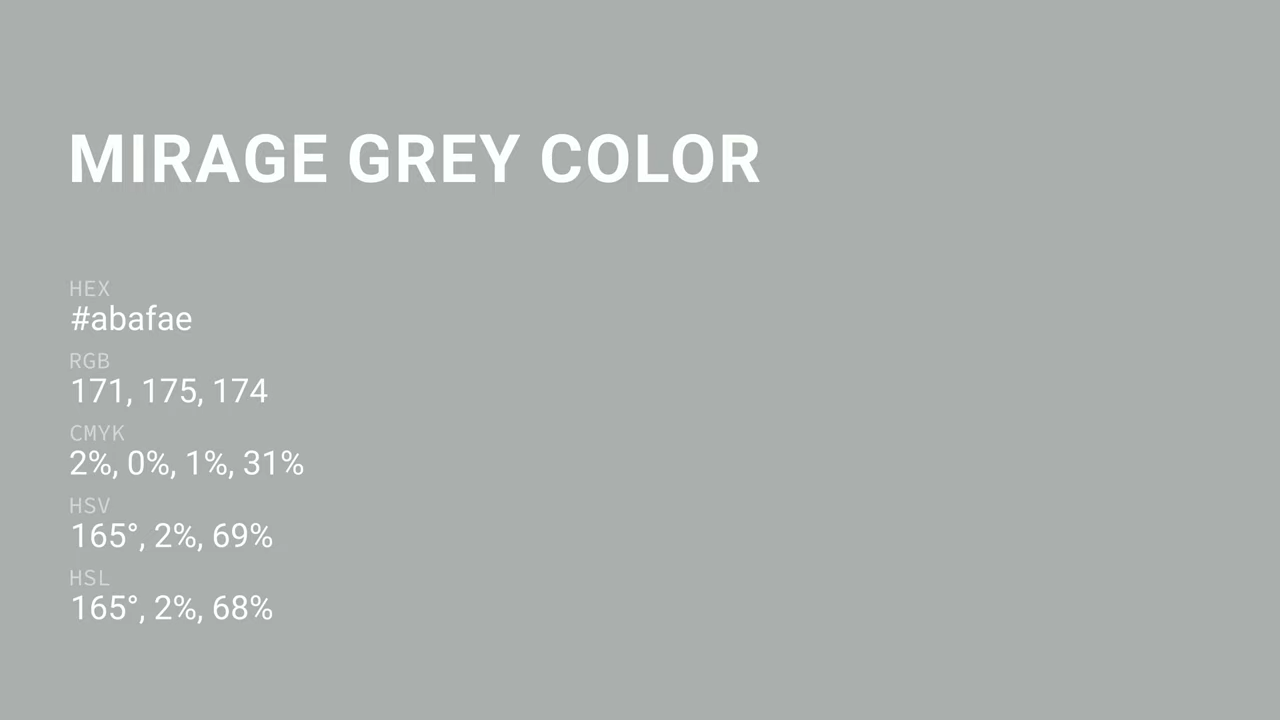 MIRAGE GREY COLOR
HEX
#abafae
RGB
171, 175, 174
CMYK
2%, 0%, 1%, 31%
HSV
165°, 2%, 69%
HSL
165°, 2%, 68%